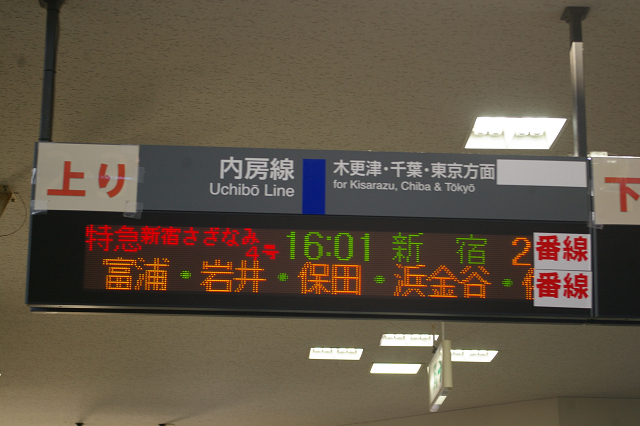 上り
内房線
Uchibō Line
木更津・千葉・東京方面
for Kisarazu, Chiba & Tōkyō
下
特急 新宿さざなみ 4号 16:01 新宿 2 番線
富浦・岩井・保田・浜金谷・ 番線